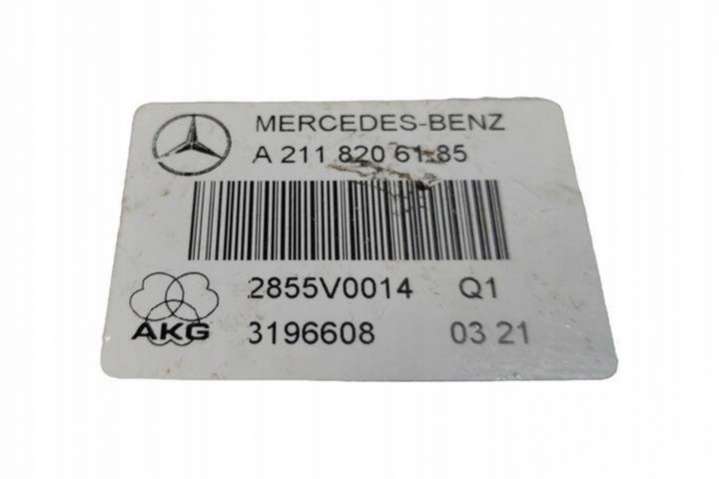 MERCEDES-BENZ
A 211 820 61 85
2855V0014 Q1
AKG 3196608 03 21